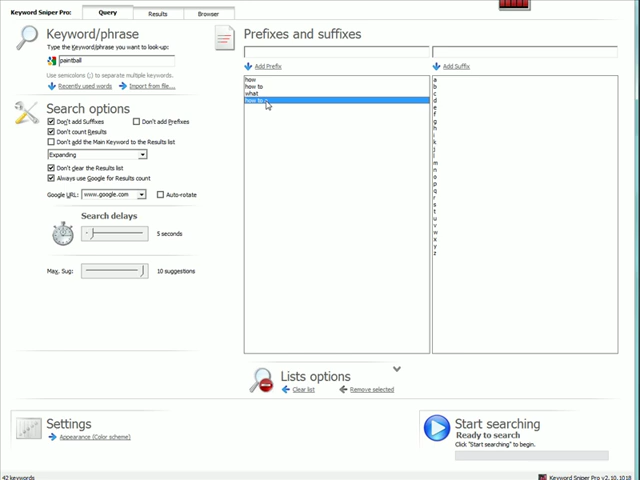 Keyword Sniper Pro
Query
Results
Browser
Keyword/phrase
Type the Keyword/phrase you want to look-up:
paintball
Use semicolons (;) to separate multiple keywords.
Recently used words
Import from file...
Search options
Don't add Suffixes
Don't add Prefixes
Don't count Results
Don't add the Main Keyword to the Results list
Expanding
Don't clear the Results list
Always use Google for Results count
Google URL:
www.google.com
Auto-rotate
Search delays
5 seconds
Max. Sug:
10 suggestions
Prefixes and suffixes
Add Prefix
Add Suffix
how
how to
what
how to
a
b
c
d
e
f
g
h
i
k
j
l
m
n
o
p
q
r
s
t
u
v
w
x
y
z
Lists options
Clear list
Remove selected
Settings
Appearance (Color scheme)
Start searching
Ready to search
Click "Start searching" to begin.
42 keywords
Keyword Sniper Pro v2.10.1018